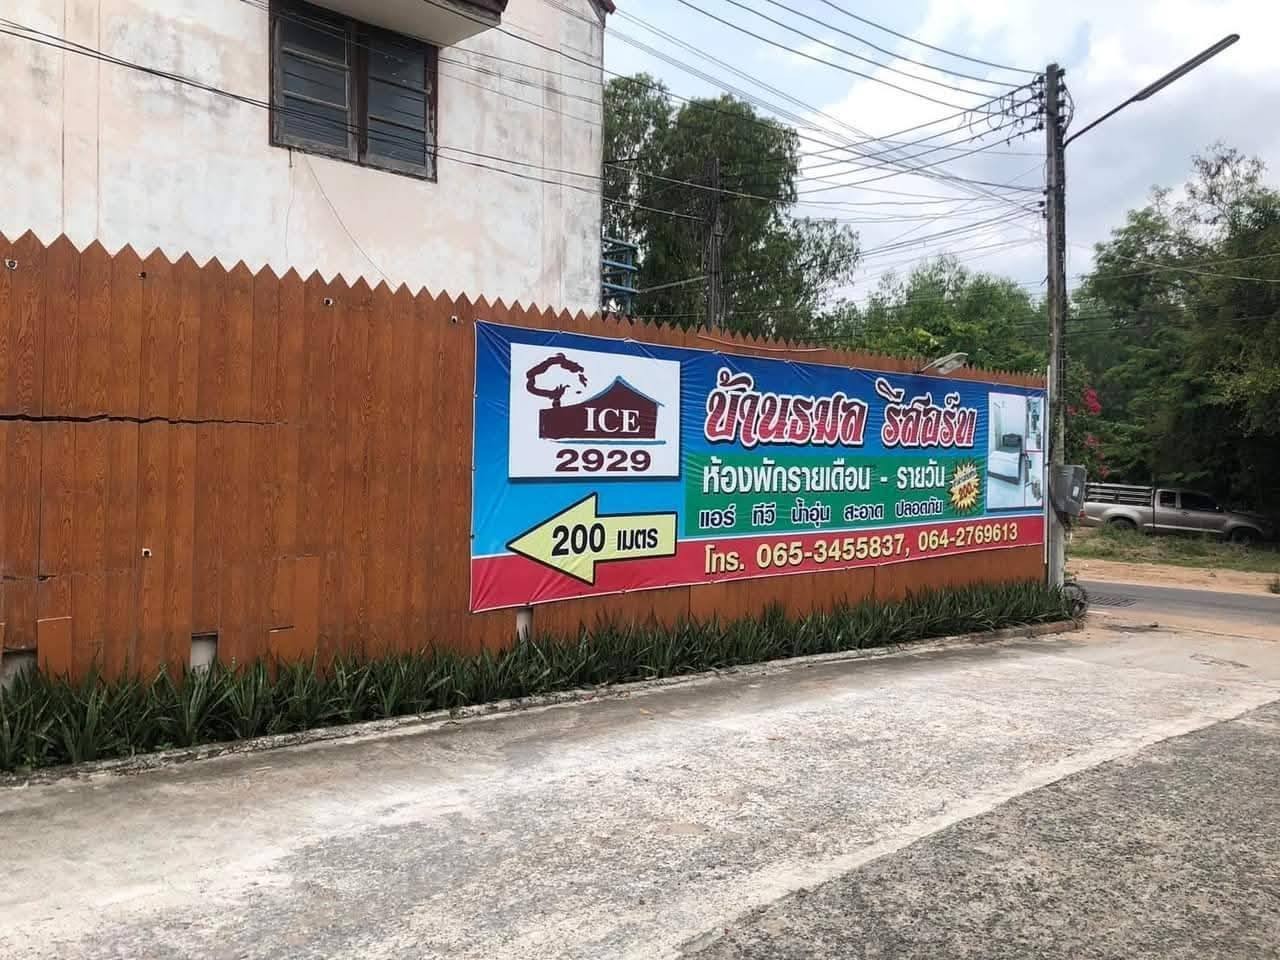 ICE
2929
200 เมตร
บ้านธมล รีสอร์ท
ห้องพักรายเดือน - รายวัน
แอร์ ทีวี น้ำอุ่น สะอาด ปลอดภัย
โทร. 065-3455837, 064-2769613